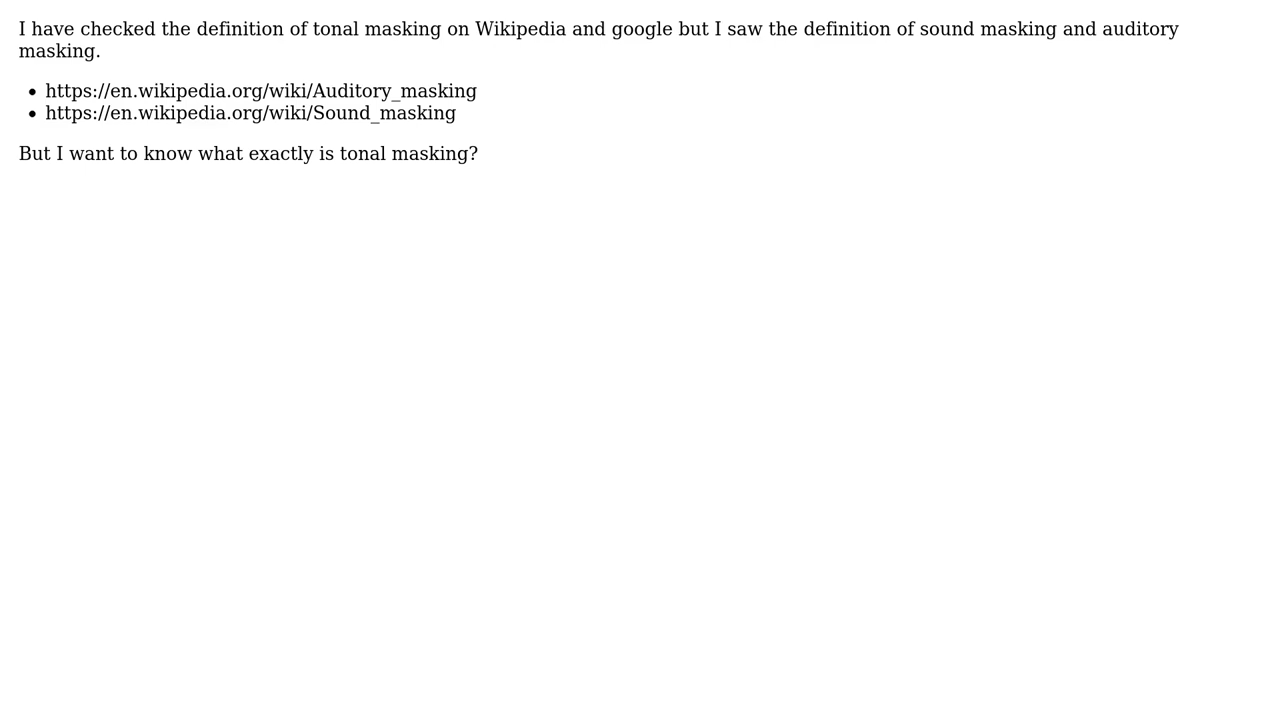 I have checked the definition of tonal masking on Wikipedia and google but I saw the definition of sound masking and auditory
masking.
• https://en.wikipedia.org/wiki/Auditory_masking
• https://en.wikipedia.org/wiki/Sound_masking
But I want to know what exactly is tonal masking?